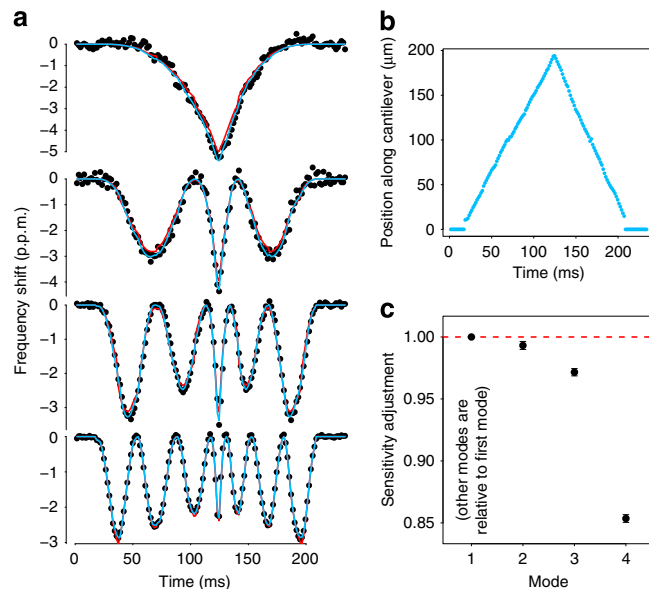 a
0
−1
−2
−3
−4
−5
0
−1
−2
−3
−4
0
−1
−2
−3
0
−1
−2
−3
0 50 100 150 200
Time (ms)
Frequency shift (p.p.m.)
b
200
150
100
50
0
0 50 100 150 200
Time (ms)
Position along cantilever (μm)
c
1.00
0.95
0.90
0.85
1 2 3 4
Mode
Sensitivity adjustment
(other modes are
relative to first mode)